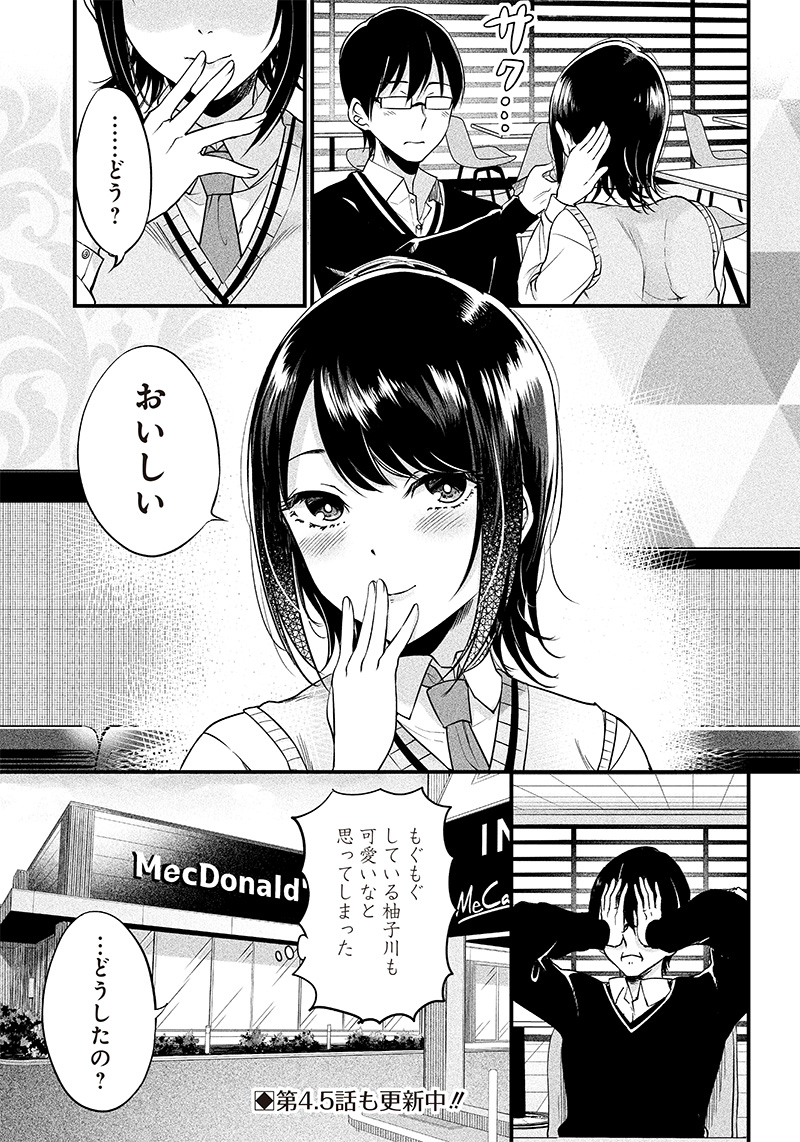 サク…
……どう?
おいしい
もぐもぐ
している柚子川も
可愛いなと
思ってしまった
IN
MeCa
MecDonald'
…どうしたの?
◆第4.5話も更新中!!